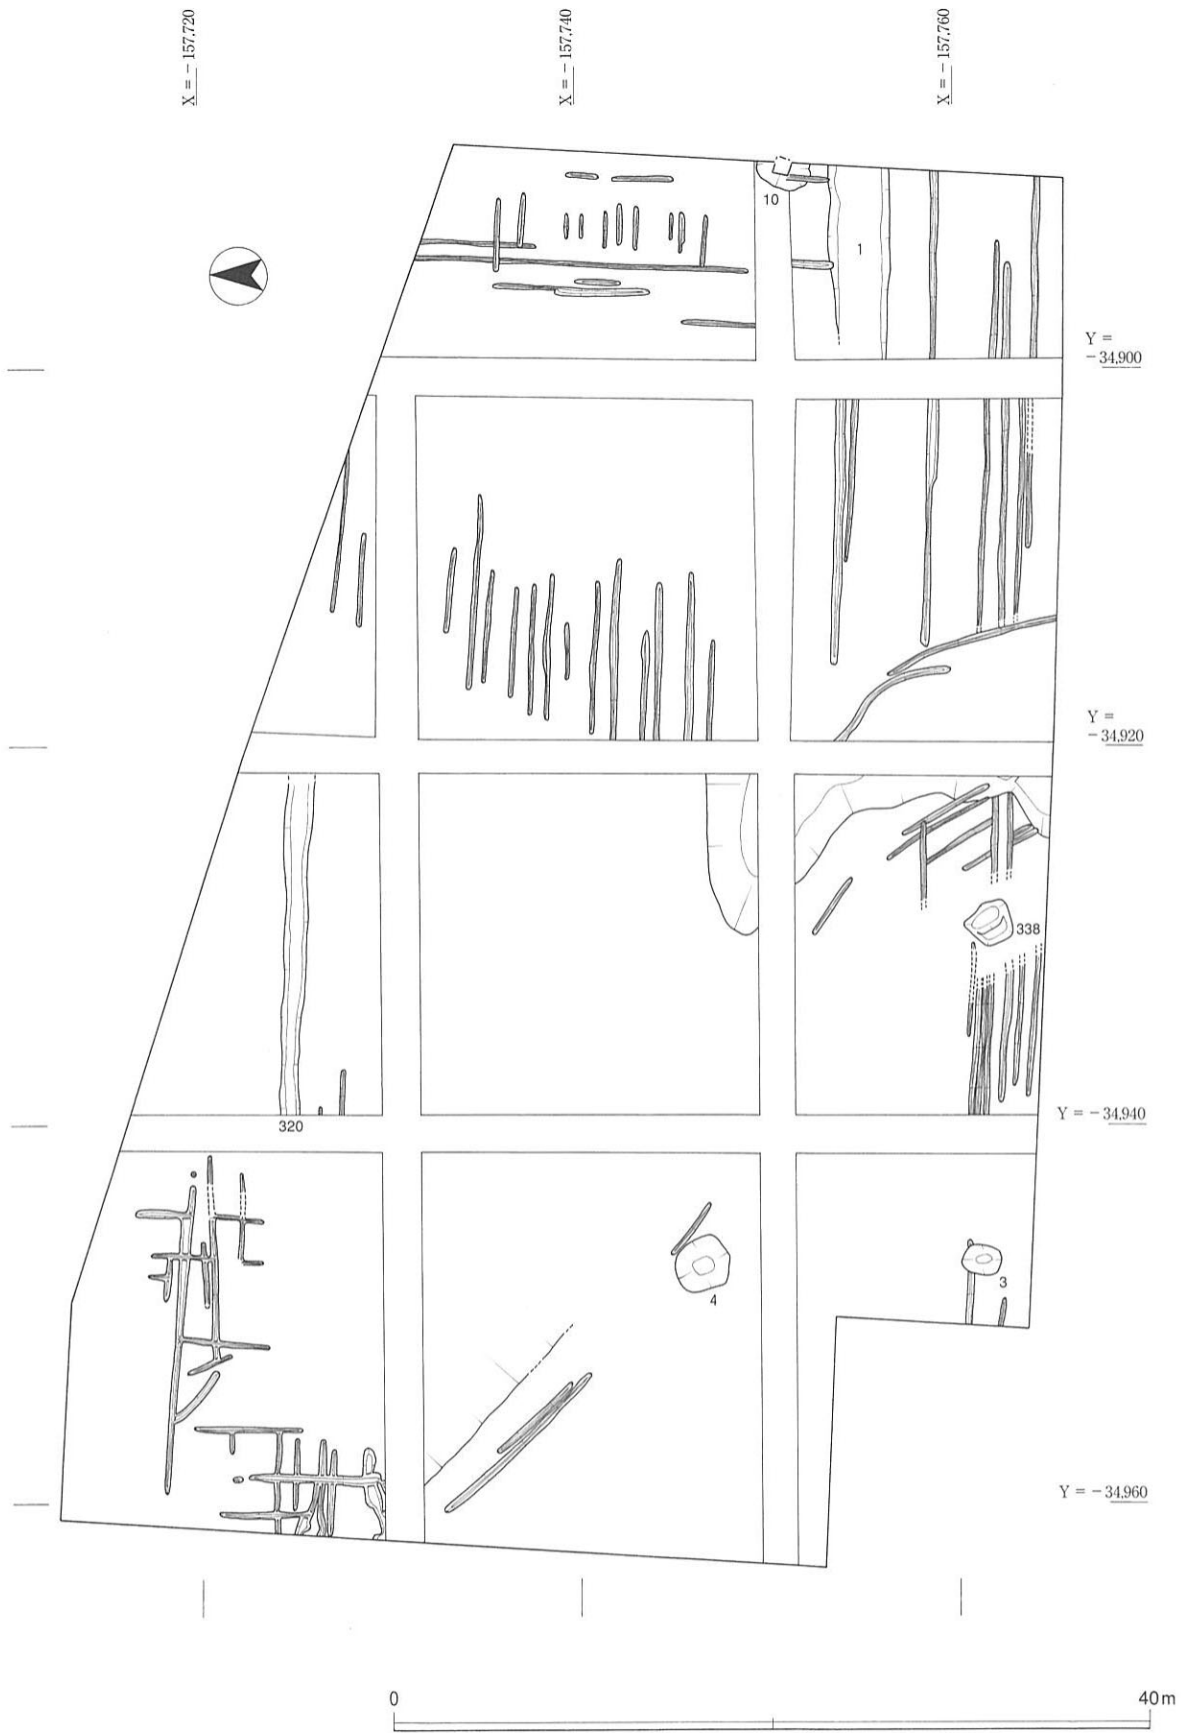 X = －157,720
X = －157,740
X = －157,760
10
1
Y =
－34,900
Y =
－34,920
338
Y = －34,940
320
4
3
Y = －34,960
0
40m